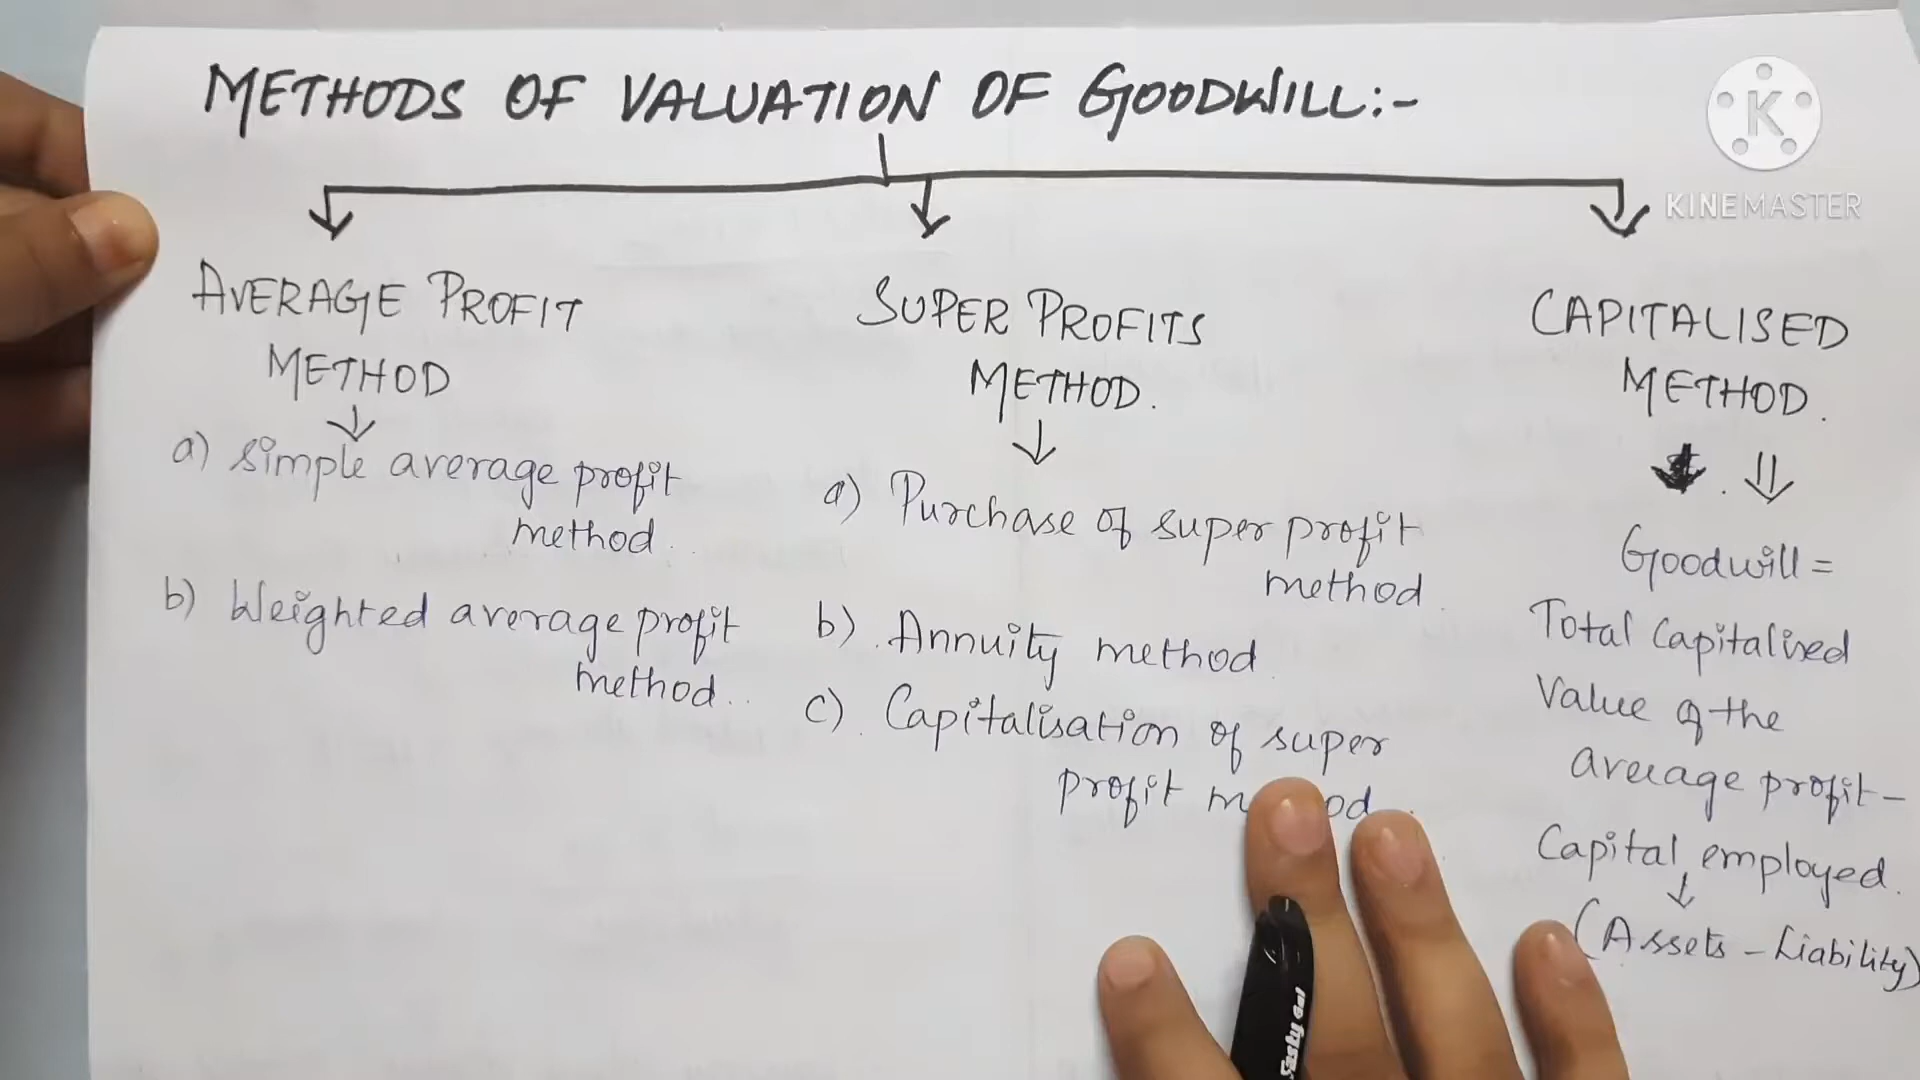 METHODS OF VALUATION OF GOODWILL:-
K
KINEMASTER
AVERAGE PROFIT
METHOD
a) Simple average profit
method.
b) Weighted average profit
method..
SUPER PROFITS
METHOD.
a) Purchase of super profit
method
b). Annuity method
c). Capitalisation of super
profit
CAPITALISED
METHOD.
Goodwill =
Total Capitalised
Value of the
average profit -
Capital employed.
(Assets - Liability)
Easty Gel